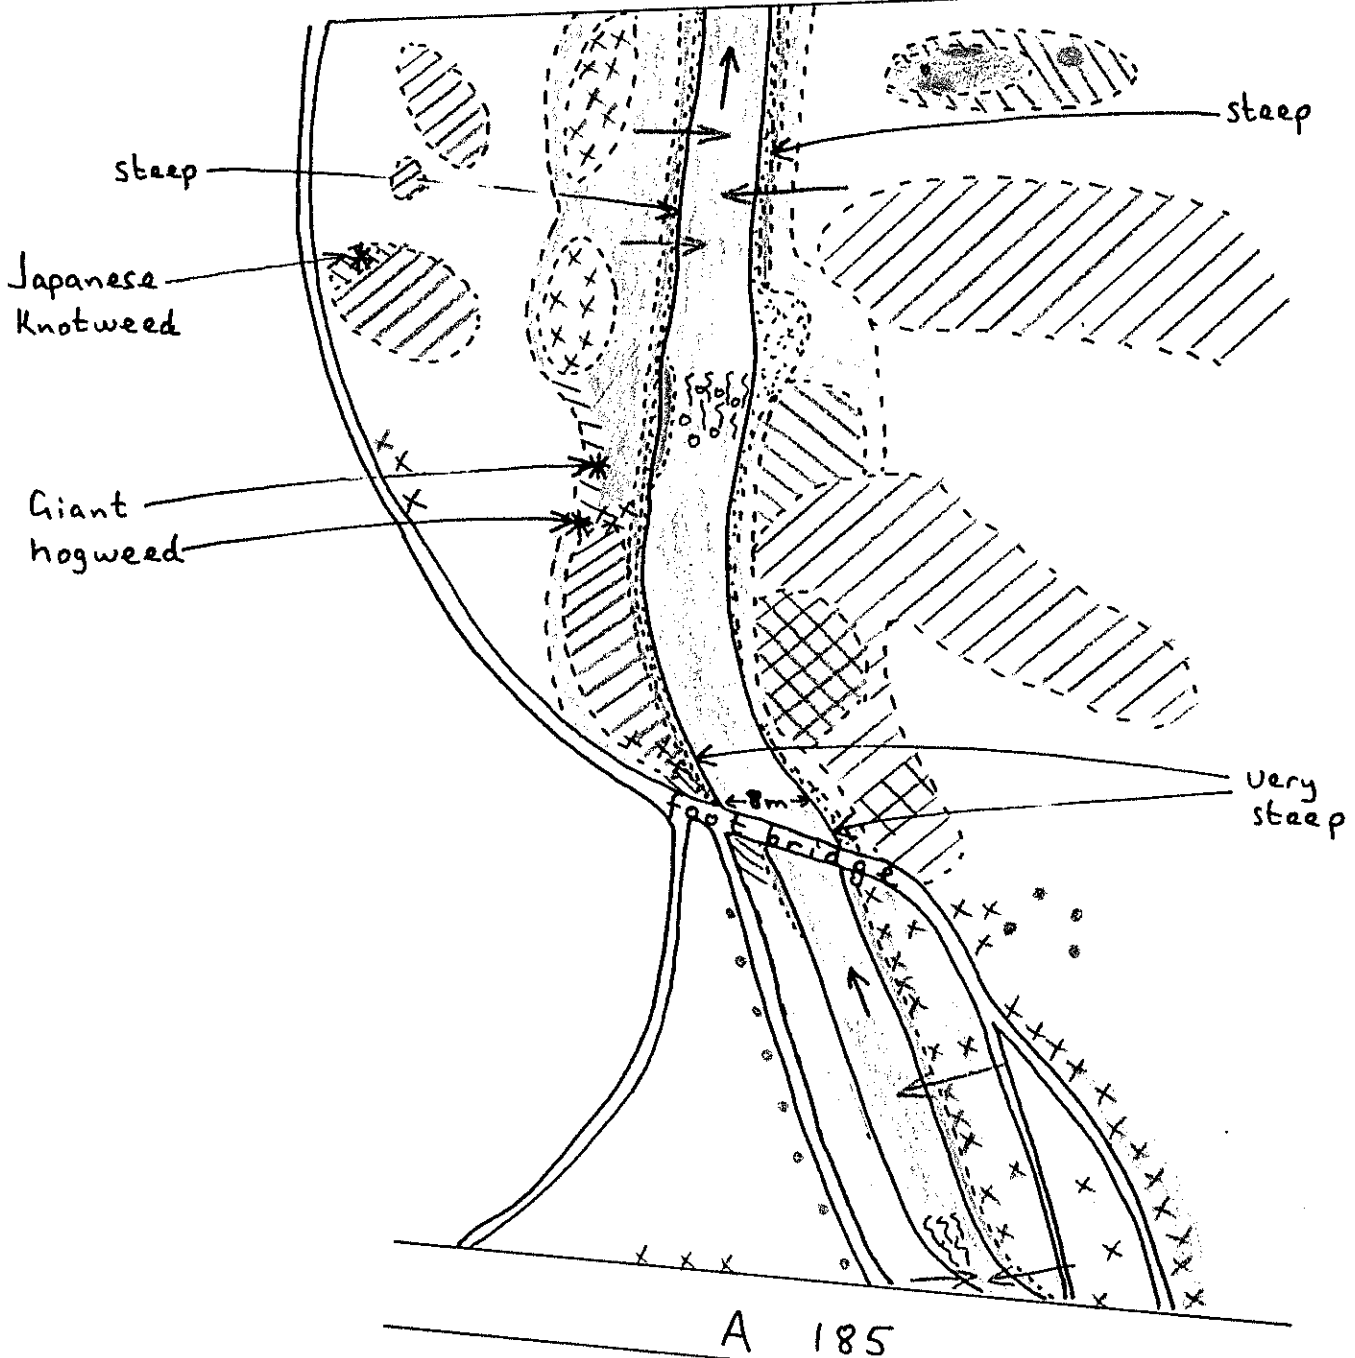 steep
steep
Japanese
Knotweed
Giant
hogweed
very
steep
8m
foot bridge
A 185